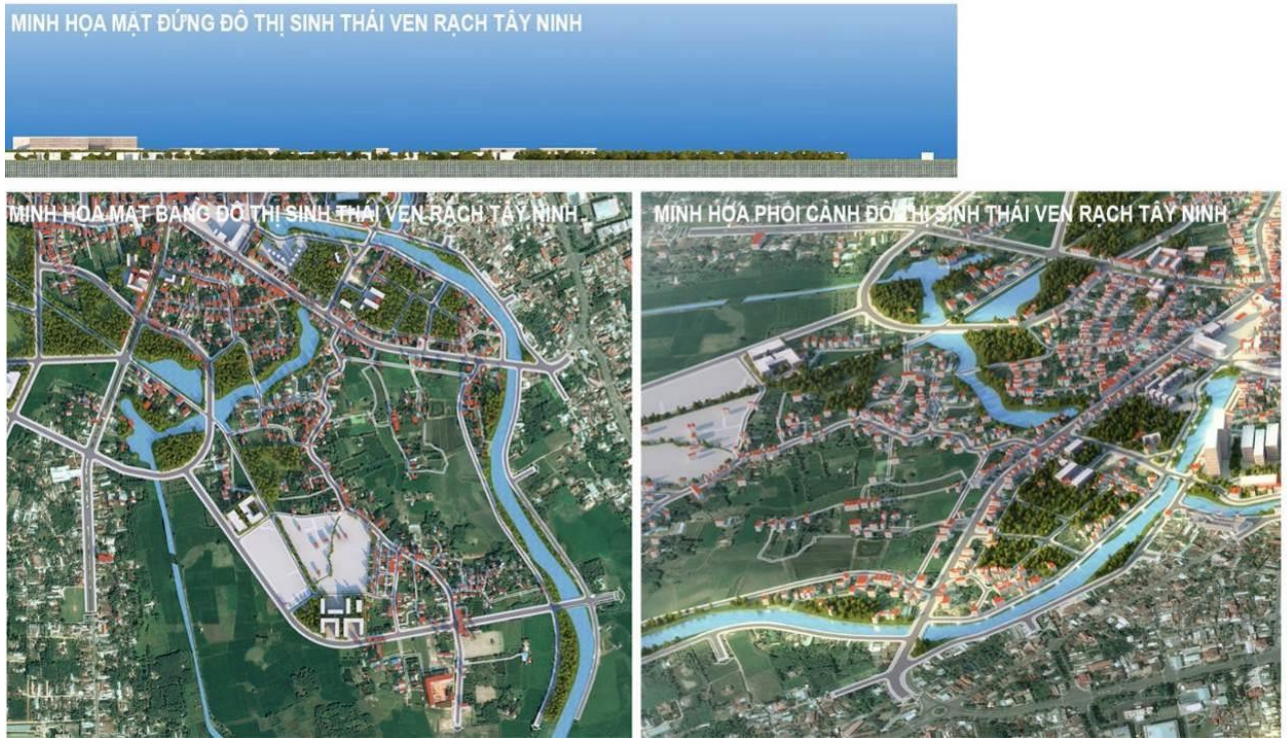 MINH HỌA MẶT ĐỨNG ĐÔ THỊ SINH THÁI VEN RẠCH TÂY NINH
MINH HỌA MẶT BẰNG ĐÔ THỊ SINH THÁI VEN RẠCH TÂY NINH
MINH HỌA PHỐI CẢNH ĐÔ THỊ SINH THÁI VEN RẠCH TÂY NINH